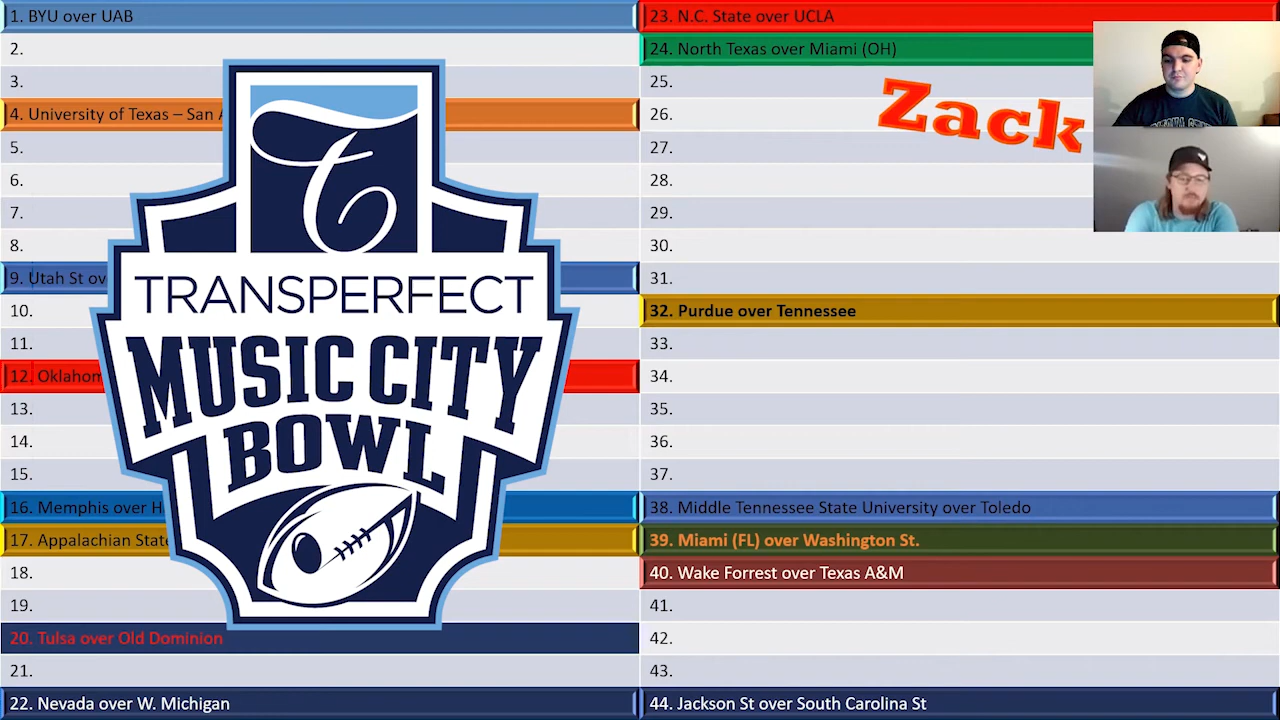 1. BYU over UAB
2.
3.
4. University of Texas – San
5.
6.
7.
8.
9. Utah St ov
10.
11.
12. Oklahom
13.
14.
15.
16. Memphis over H
17. Appalachian State
18.
19.
20. Tulsa over Old Dominion
21.
22. Nevada over W. Michigan
TRANSPERFECT
MUSIC CITY
BOWL
23. N.C. State over UCLA
24. North Texas over Miami (OH)
25.
26.
27.
28.
29.
30.
31.
32. Purdue over Tennessee
33.
34.
35.
36.
37.
38. Middle Tennessee State University over Toledo
39. Miami (FL) over Washington St.
40. Wake Forrest over Texas A&M
41.
42.
43.
44. Jackson St over South Carolina St
Zack